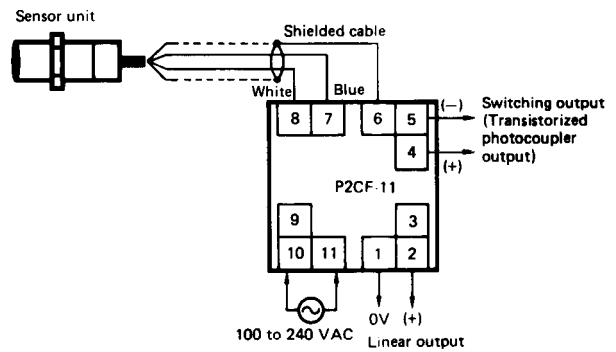 Sensor unit
Shielded cable
White
Blue
8 7 6 5
(−)
Switching output
(Transistorized
photocoupler
output)
4
(+)
P2CF-11
9 3
10 11 1 2
100 to 240 VAC
0V (+)
Linear output